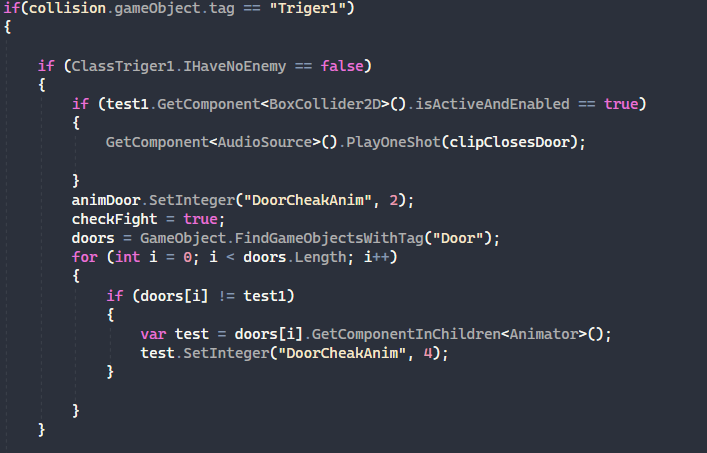 if(collision.gameObject.tag == "Triger1")
{
if (ClassTriger1.IHaveNoEnemy == false)
{
if (test1.GetComponent<BoxCollider2D>().isActiveAndEnabled == true)
{
GetComponent<AudioSource>().PlayOneShot(clipClosesDoor);
}
animDoor.SetInteger("DoorCheakAnim", 2);
checkFight = true;
doors = GameObject.FindGameObjectsWithTag("Door");
for (int i = 0; i < doors.Length; i++)
{
if (doors[i] != test1)
{
var test = doors[i].GetComponentInChildren<Animator>();
test.SetInteger("DoorCheakAnim", 4);
}
}
}